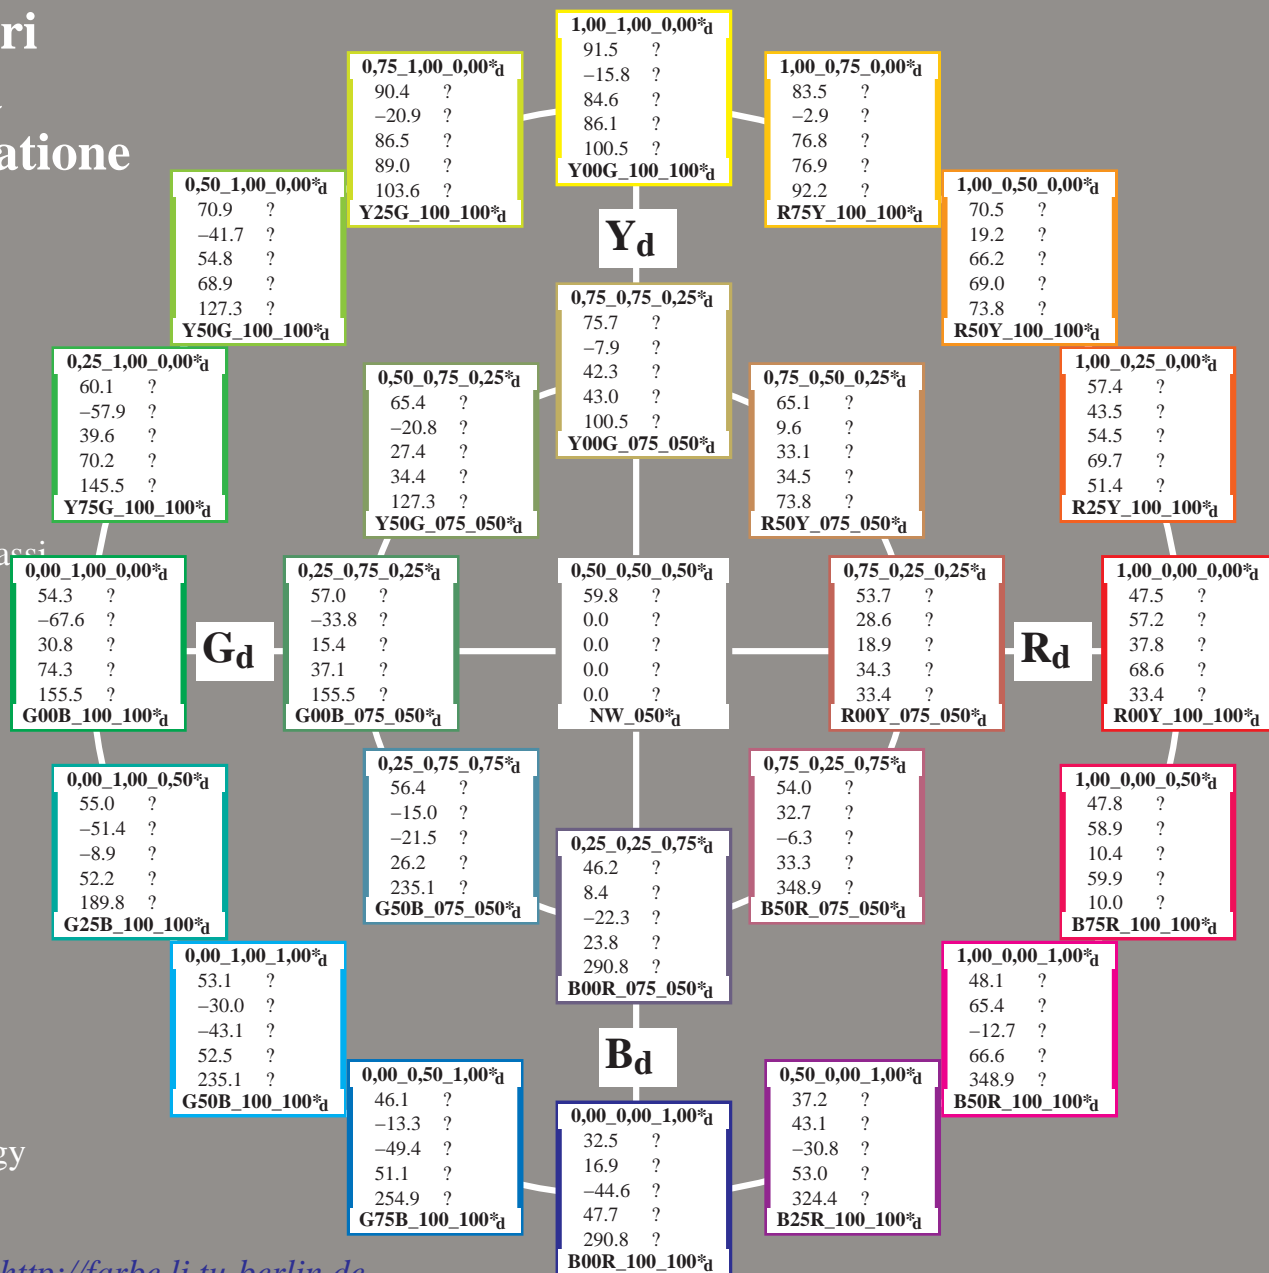 ri
atione
assi
gy
http://farbe.li.tu-berlin.de
1,00_1,00_0,00*d
91.5 ?
–15.8 ?
84.6 ?
86.1 ?
100.5 ?
Y00G_100_100*d
0,75_1,00_0,00*d
90.4 ?
–20.9 ?
86.5 ?
89.0 ?
103.6 ?
Y25G_100_100*d
1,00_0,75_0,00*d
83.5 ?
–2.9 ?
76.8 ?
76.9 ?
92.2 ?
R75Y_100_100*d
0,50_1,00_0,00*d
70.9 ?
–41.7 ?
54.8 ?
68.9 ?
127.3 ?
Y50G_100_100*d
Yd
1,00_0,50_0,00*d
70.5 ?
19.2 ?
66.2 ?
69.0 ?
73.8 ?
R50Y_100_100*d
0,75_0,75_0,25*d
75.7 ?
–7.9 ?
42.3 ?
43.0 ?
100.5 ?
Y00G_075_050*d
0,25_1,00_0,00*d
60.1 ?
–57.9 ?
39.6 ?
70.2 ?
145.5 ?
Y75G_100_100*d
0,50_0,75_0,25*d
65.4 ?
–20.8 ?
27.4 ?
34.4 ?
127.3 ?
Y50G_075_050*d
0,75_0,50_0,25*d
65.1 ?
9.6 ?
33.1 ?
34.5 ?
73.8 ?
R50Y_075_050*d
1,00_0,25_0,00*d
57.4 ?
43.5 ?
54.5 ?
69.7 ?
51.4 ?
R25Y_100_100*d
0,00_1,00_0,00*d
54.3 ?
–67.6 ?
30.8 ?
74.3 ?
155.5 ?
G00B_100_100*d
Gd
0,25_0,75_0,25*d
57.0 ?
–33.8 ?
15.4 ?
37.1 ?
155.5 ?
G00B_075_050*d
0,50_0,50_0,50*d
59.8 ?
0.0 ?
0.0 ?
0.0 ?
0.0 ?
NW_050*d
0,75_0,25_0,25*d
53.7 ?
28.6 ?
18.9 ?
34.3 ?
33.4 ?
R00Y_075_050*d
Rd
1,00_0,00_0,00*d
47.5 ?
57.2 ?
37.8 ?
68.6 ?
33.4 ?
R00Y_100_100*d
0,00_1,00_0,50*d
55.0 ?
–51.4 ?
–8.9 ?
52.2 ?
189.8 ?
G25B_100_100*d
0,25_0,75_0,75*d
56.4 ?
–15.0 ?
–21.5 ?
26.2 ?
235.1 ?
G50B_075_050*d
0,75_0,25_0,75*d
54.0 ?
32.7 ?
–6.3 ?
33.3 ?
348.9 ?
B50R_075_050*d
1,00_0,00_0,50*d
47.8 ?
58.9 ?
10.4 ?
59.9 ?
10.0 ?
B75R_100_100*d
0,25_0,25_0,75*d
46.2 ?
8.4 ?
–22.3 ?
23.8 ?
290.8 ?
B00R_075_050*d
0,00_1,00_1,00*d
53.1 ?
–30.0 ?
–43.1 ?
52.5 ?
235.1 ?
G50B_100_100*d
Bd
1,00_0,00_1,00*d
48.1 ?
65.4 ?
–12.7 ?
66.6 ?
348.9 ?
B50R_100_100*d
0,00_0,50_1,00*d
46.1 ?
–13.3 ?
–49.4 ?
51.1 ?
254.9 ?
G75B_100_100*d
0,50_0,00_1,00*d
37.2 ?
43.1 ?
–30.8 ?
53.0 ?
324.4 ?
B25R_100_100*d
0,00_0,00_1,00*d
32.5 ?
16.9 ?
–44.6 ?
47.7 ?
290.8 ?
B00R_100_100*d